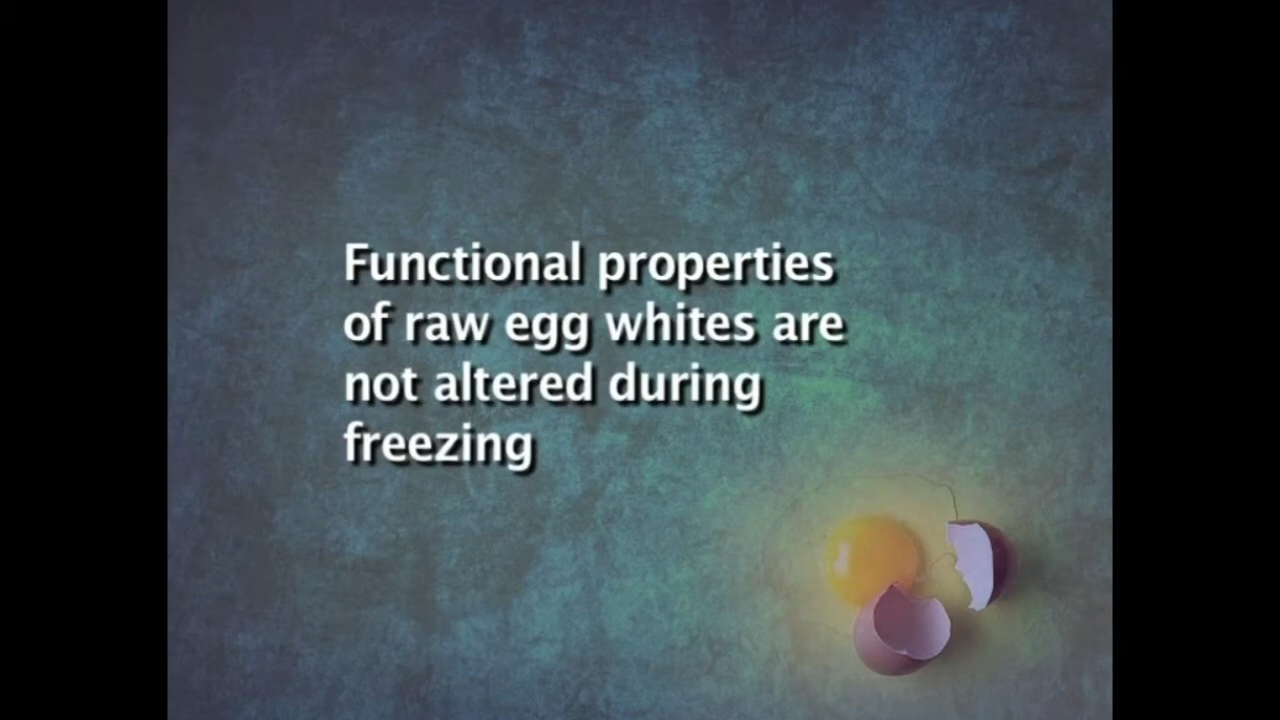 Functional properties
of raw egg whites are
not altered during
freezing